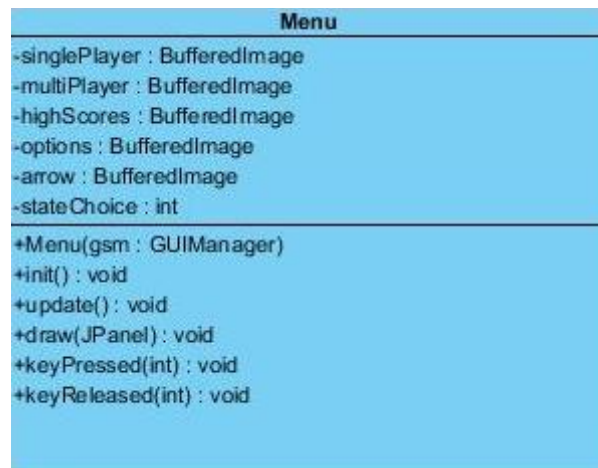 Menu
-singlePlayer : BufferedImage
-multiPlayer : BufferedImage
-highScores : BufferedImage
-options : BufferedImage
-arrow : BufferedImage
-stateChoice : int
+Menu(gsm : GUIManager)
+init() : void
+update() : void
+draw(JPanel) : void
+keyPressed(int) : void
+keyReleased(int) : void